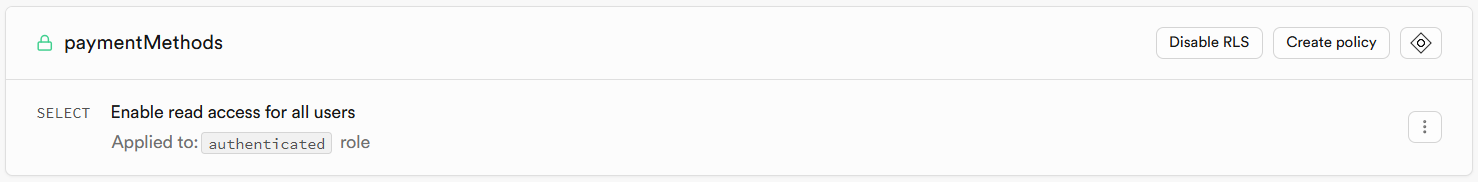 paymentMethods
Disable RLS
Create policy
SELECT
Enable read access for all users
Applied to: authenticated role